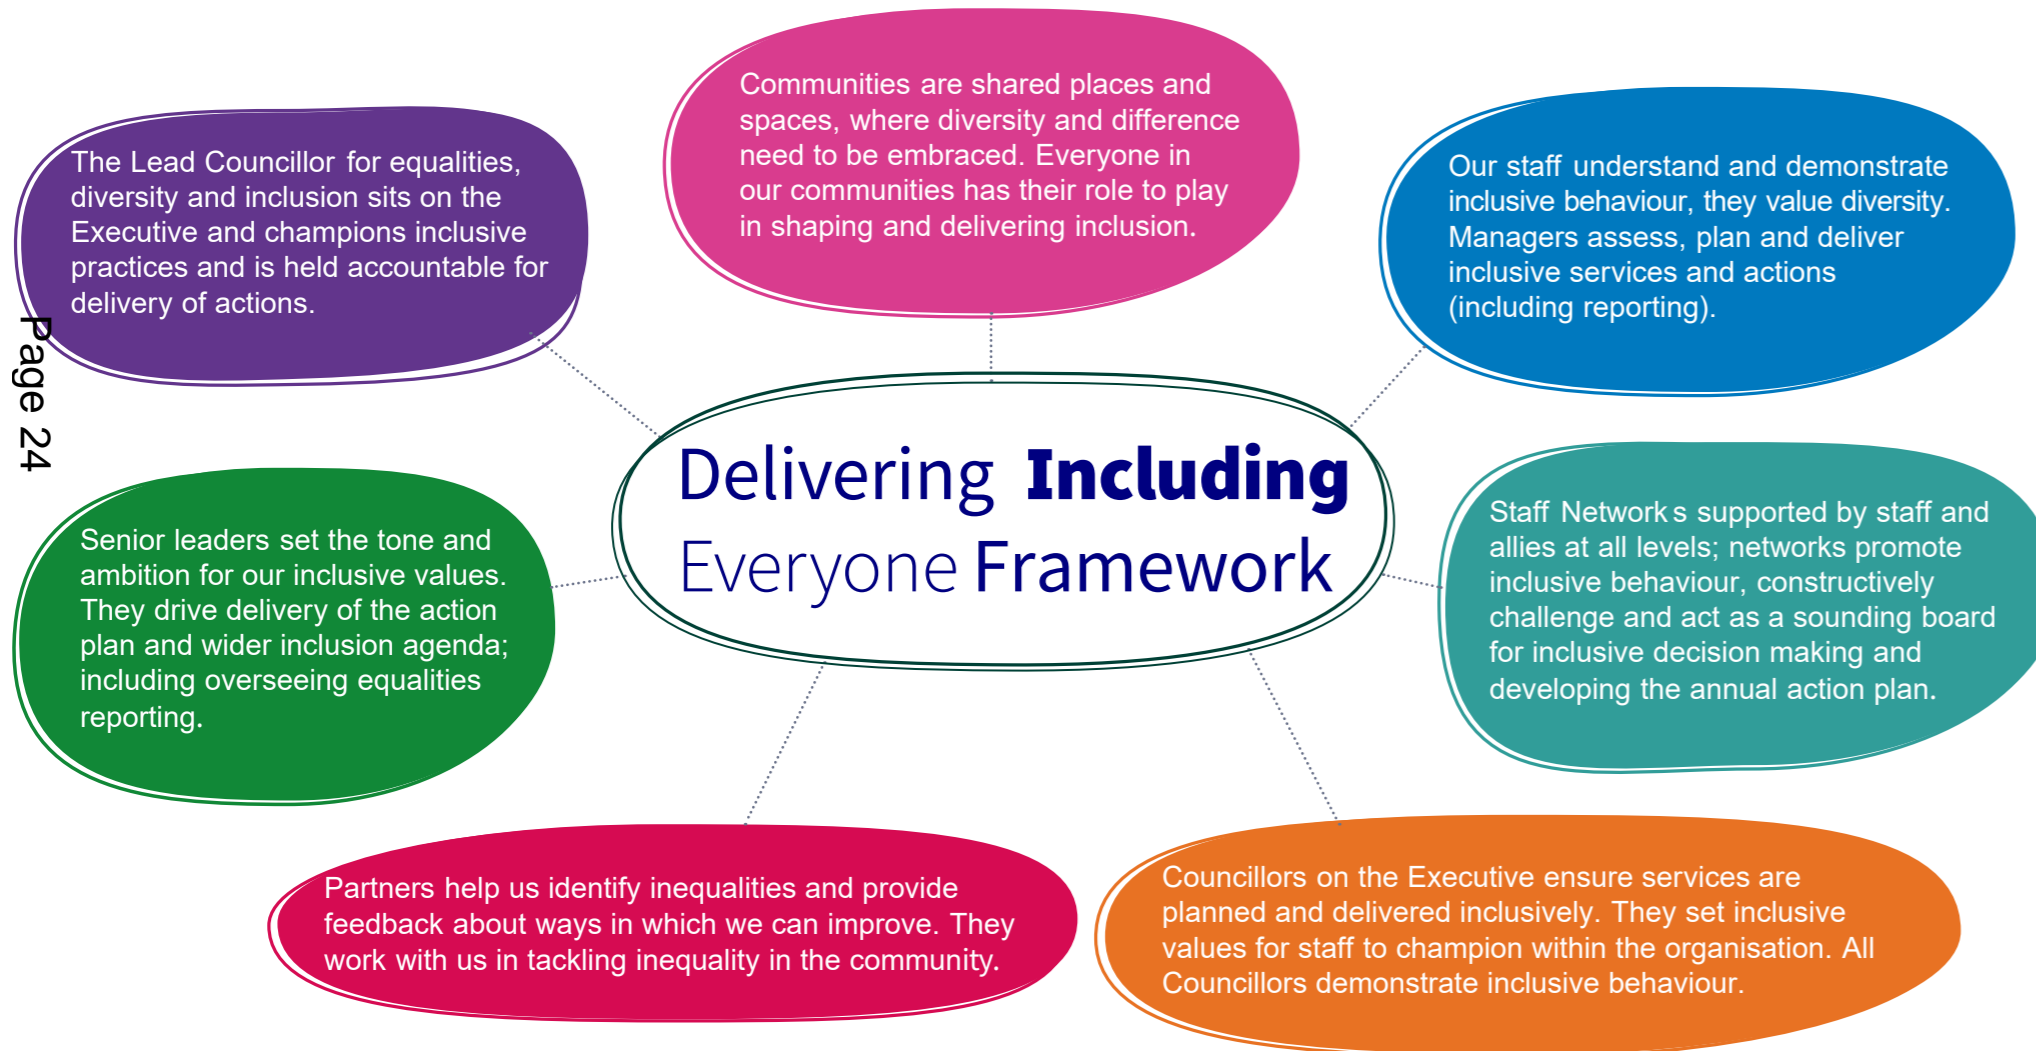 Communities are shared places and
spaces, where diversity and difference
need to be embraced. Everyone in
our communities has their role to play
in shaping and delivering inclusion.
The Lead Councillor for equalities,
diversity and inclusion sits on the
Executive and champions inclusive
practices and is held accountable for
delivery of actions.
Our staff understand and demonstrate
inclusive behaviour, they value diversity.
Managers assess, plan and deliver
inclusive services and actions
(including reporting).
Page 24
Delivering Including
Everyone Framework
Senior leaders set the tone and
ambition for our inclusive values.
They drive delivery of the action
plan and wider inclusion agenda;
including overseeing equalities
reporting.
Staff Networks supported by staff and
allies at all levels; networks promote
inclusive behaviour, constructively
challenge and act as a sounding board
for inclusive decision making and
developing the annual action plan.
Partners help us identify inequalities and provide
feedback about ways in which we can improve. They
work with us in tackling inequality in the community.
Councillors on the Executive ensure services are
planned and delivered inclusively. They set inclusive
values for staff to champion within the organisation. All
Councillors demonstrate inclusive behaviour.